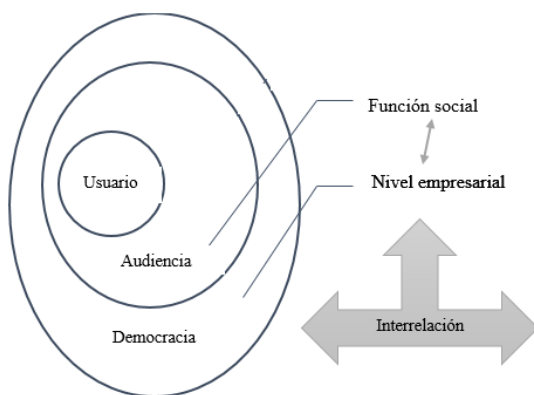 Función social
Usuario
Nivel empresarial
Audiencia
Democracia
Interrelación